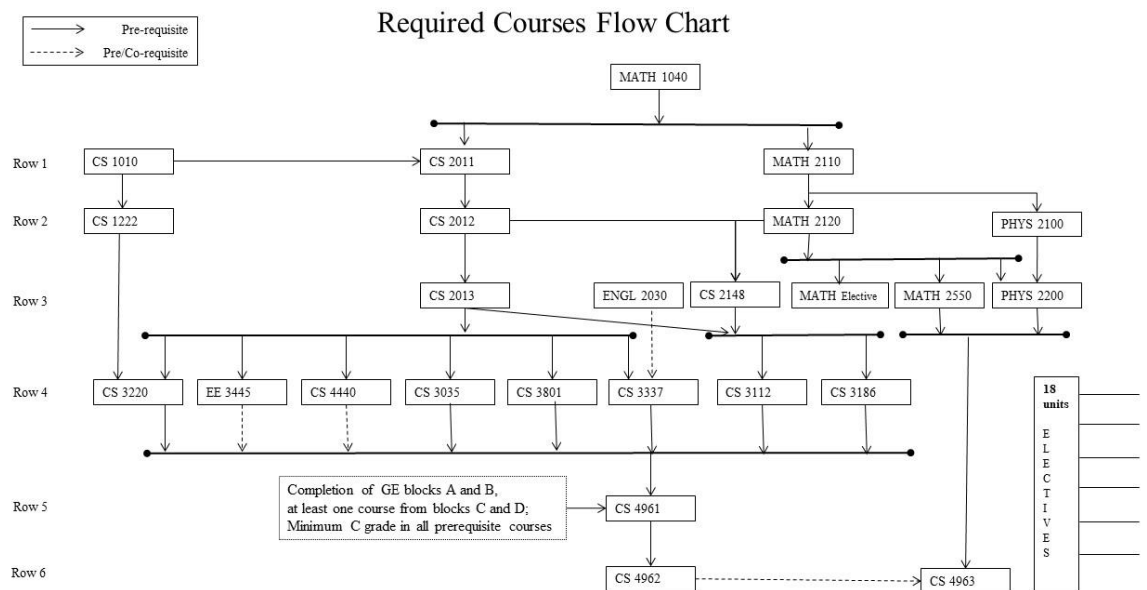 Required Courses Flow Chart
Pre-requisite
Pre/Co-requisite
MATH 1040
Row 1
CS 1010
CS 2011
MATH 2110
Row 2
CS 1222
CS 2012
MATH 2120
PHYS 2100
Row 3
CS 2013
ENGL 2030
CS 2148
MATH Elective
MATH 2550
PHYS 2200
Row 4
CS 3220
EE 3445
CS 4440
CS 3035
CS 3801
CS 3337
CS 3112
CS 3186
18
units
E
L
E
C
T
I
V
E
S
Completion of GE blocks A and B,
at least one course from blocks C and D;
Minimum C grade in all prerequisite courses
Row 5
CS 4961
Row 6
CS 4962
CS 4963